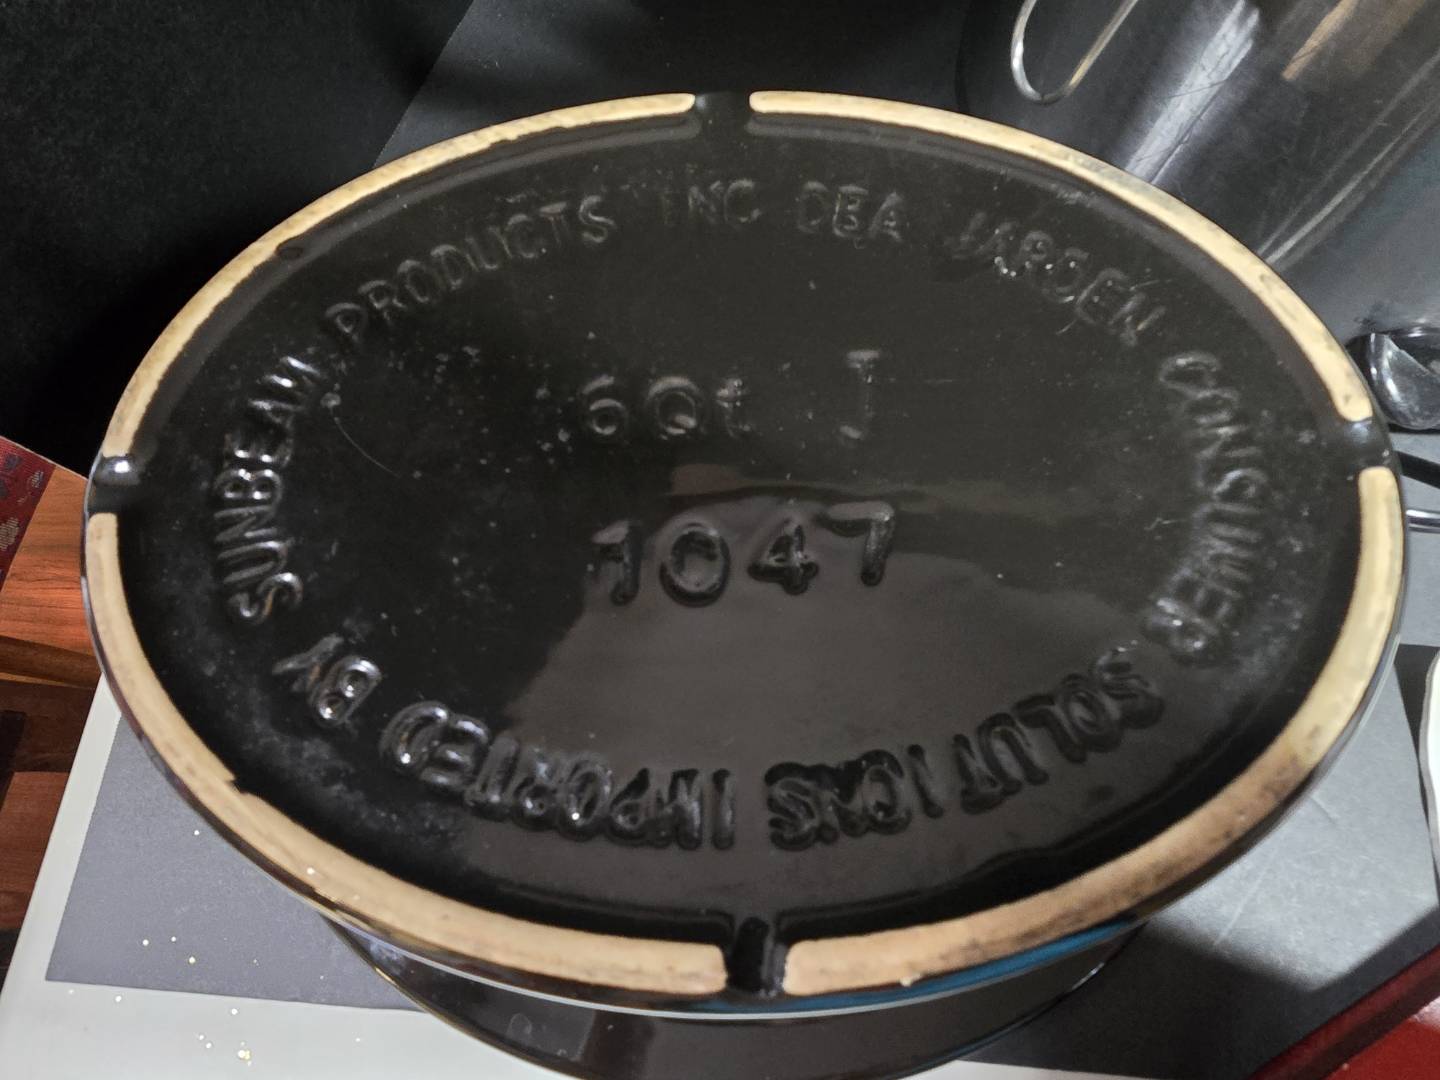 SUNBEAM PRODUCTS INC DBA JARDEN CONSUMER SOLUTIONS IMPORTED BY
6Qt J
1047